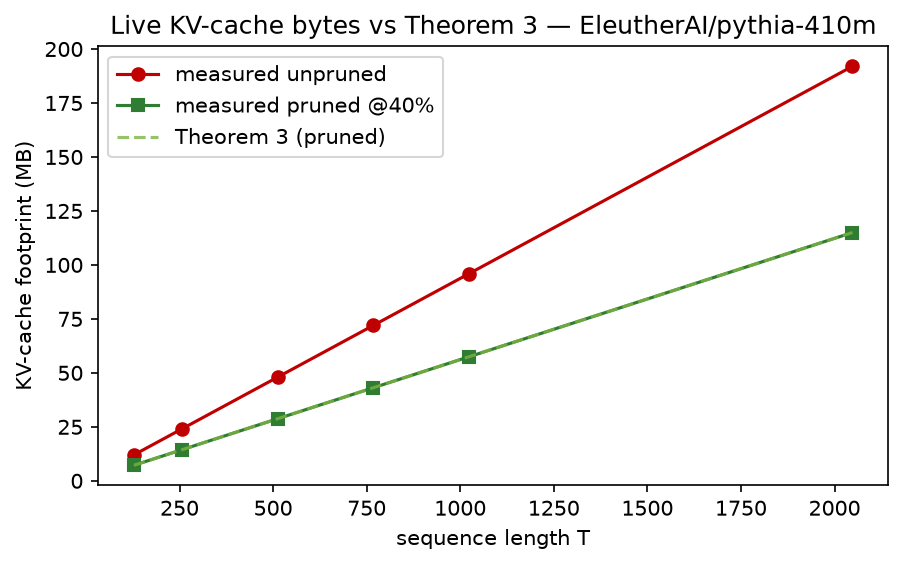 Live KV-cache bytes vs Theorem 3 — EleutherAI/pythia-410m
measured unpruned
measured pruned @40%
Theorem 3 (pruned)
KV-cache footprint (MB)
200
175
150
125
100
75
50
25
0
250 500 750 1000 1250 1500 1750 2000
sequence length T